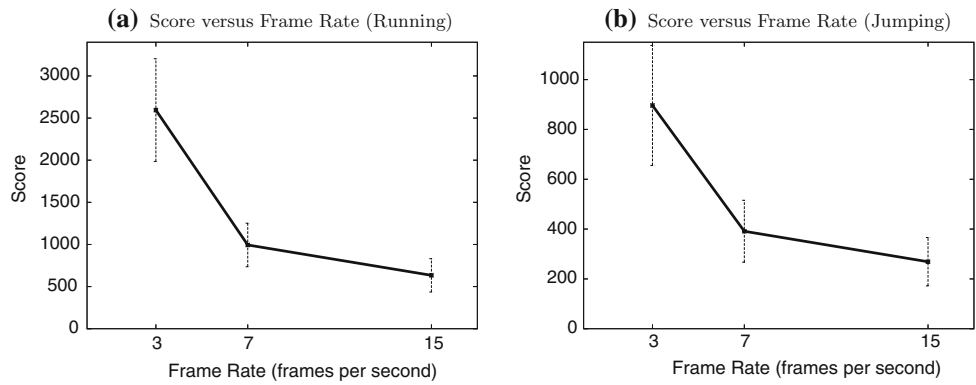 (a) Score versus Frame Rate (Running)
3000
2500
2000
1500
1000
500
0
Score
3 7 15
Frame Rate (frames per second)
(b) Score versus Frame Rate (Jumping)
1000
800
600
400
200
0
Score
3 7 15
Frame Rate (frames per second)